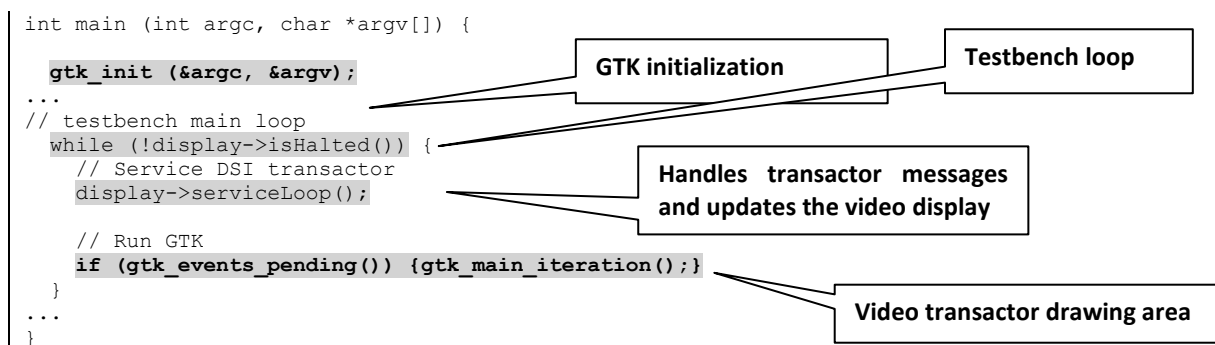 int main (int argc, char *argv[]) {
gtk_init (&argc, &argv);
...
// testbench main loop
while (!display->isHalted()) {
// Service DSI transactor
display->serviceLoop();
// Run GTK
if (gtk_events_pending()) {gtk_main_iteration();}
}
...
}
GTK initialization
Testbench loop
Handles transactor messages
and updates the video display
Video transactor drawing area